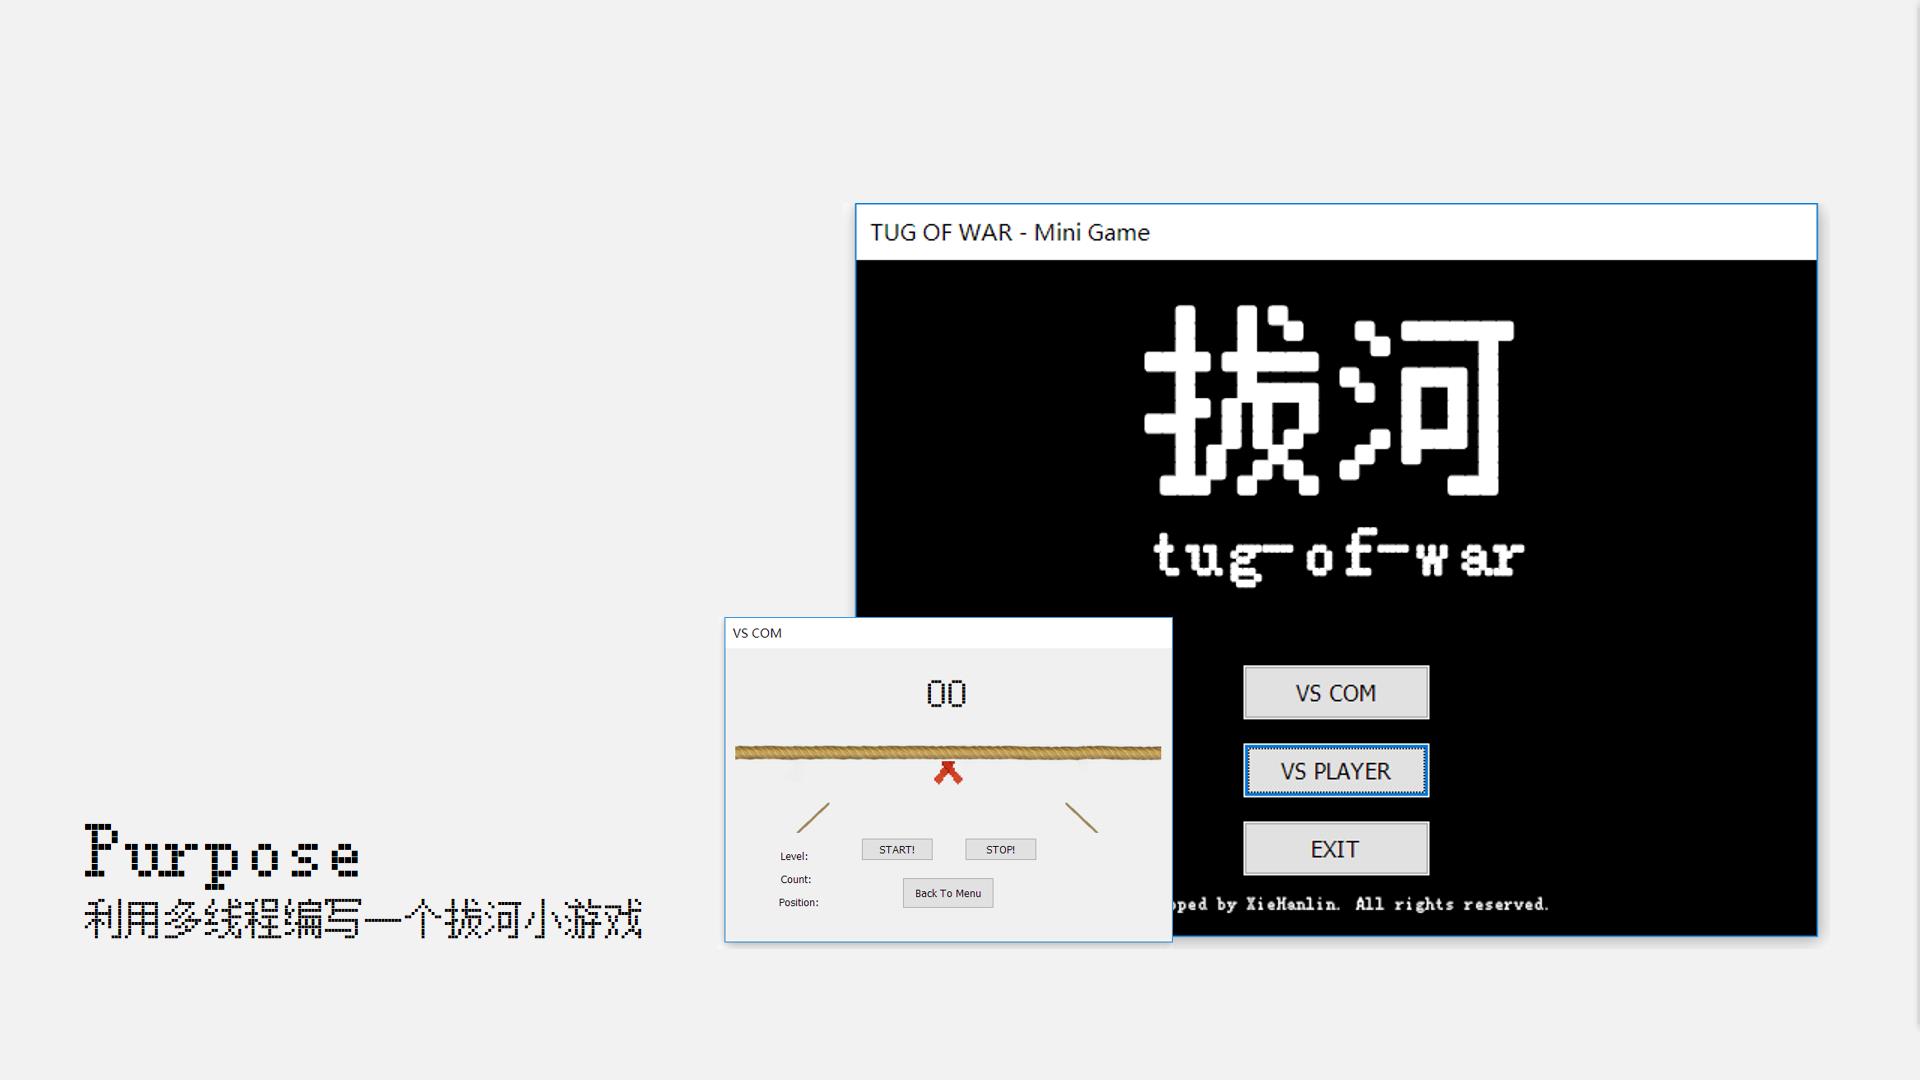 TUG OF WAR - Mini Game
拔河
tug-of-war
VS COM
VS PLAYER
EXIT
by XieHanlin. All rights reserved.
VS COM
00
START!
STOP!
Level:
Count:
Back To Menu
Position:
Purpose
利用多线程编写一个拔河小游戏